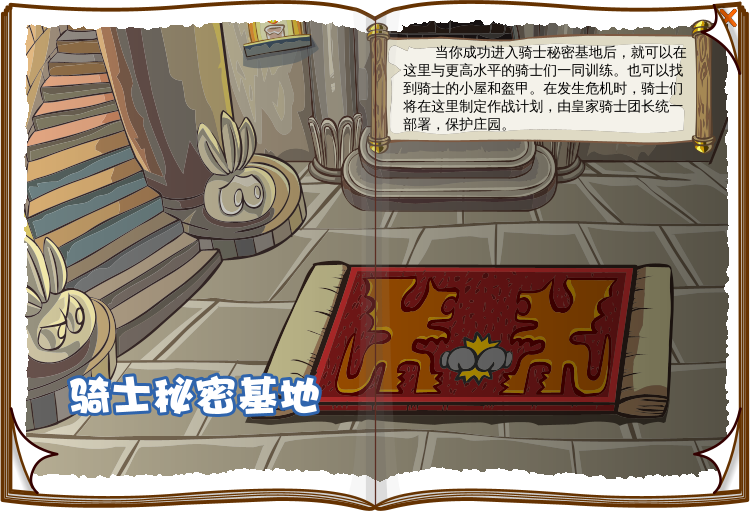 当你成功进入骑士秘密基地后，就可以在
这里与更高水平的骑士们一同训练。也可以找
到骑士的小屋和盔甲。在发生危机时，骑士们
将在这里制定作战计划，由皇家骑士团长统一
部署，保护庄园。
骑士秘密基地